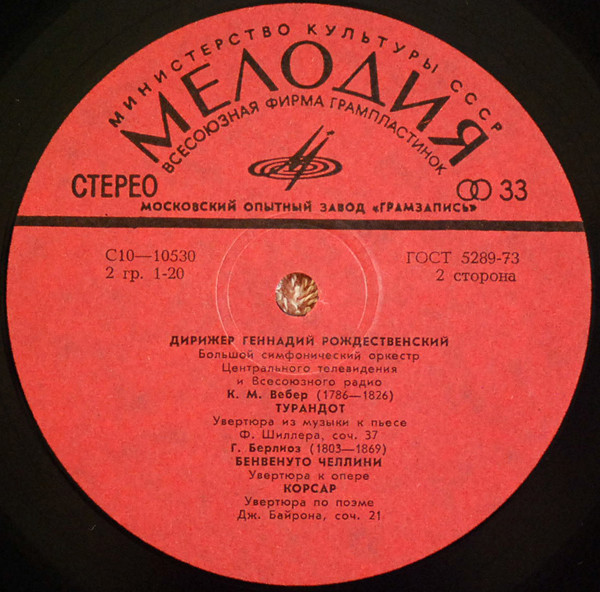 МИНИСТЕРСТВО КУЛЬТУРЫ СССР
МЕЛОДИЯ
ВСЕСОЮЗНАЯ ФИРМА ГРАМПЛАСТИНОК
СТЕРЕО
33
МОСКОВСКИЙ ОПЫТНЫЙ ЗАВОД «ГРАМЗАПИСЬ»
С10—10530
ГОСТ 5289-73
2 гр. 1-20
2 сторона
ДИРИЖЕР ГЕННАДИЙ РОЖДЕСТВЕНСКИЙ
Большой симфонический оркестр
Центрального телевидения
и Всесоюзного радио
К. М. Вебер (1786—1826)
ТУРАНДОТ
Увертюра из музыки к пьесе
Ф. Шиллера, соч. 37
Г. Берлиоз (1803—1869)
БЕНВЕНУТО ЧЕЛЛИНИ
Увертюра к опере
КОРСАР
Увертюра по поэме
Дж. Байрона, соч. 21